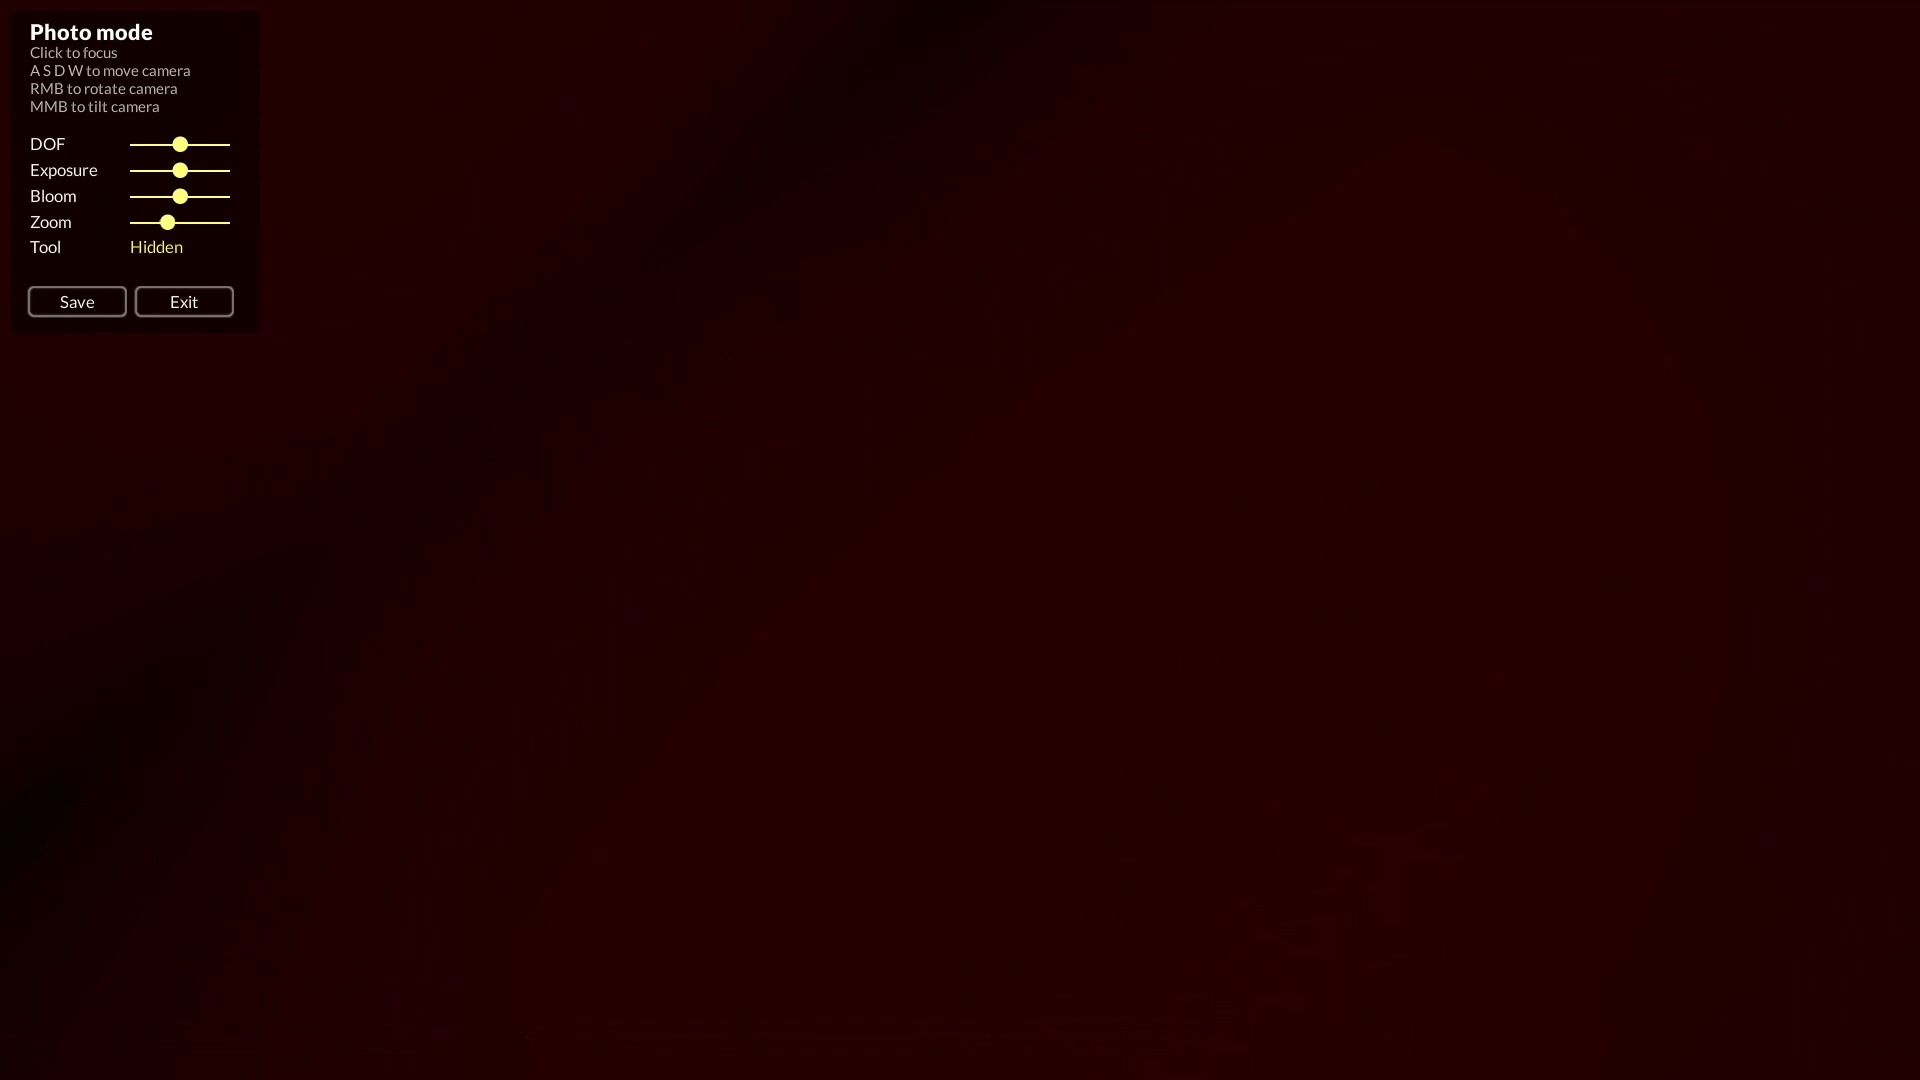 Photo mode
Click to focus
A S D W to move camera
RMB to rotate camera
MMB to tilt camera
DOF
Exposure
Bloom
Zoom
Tool Hidden
Save Exit